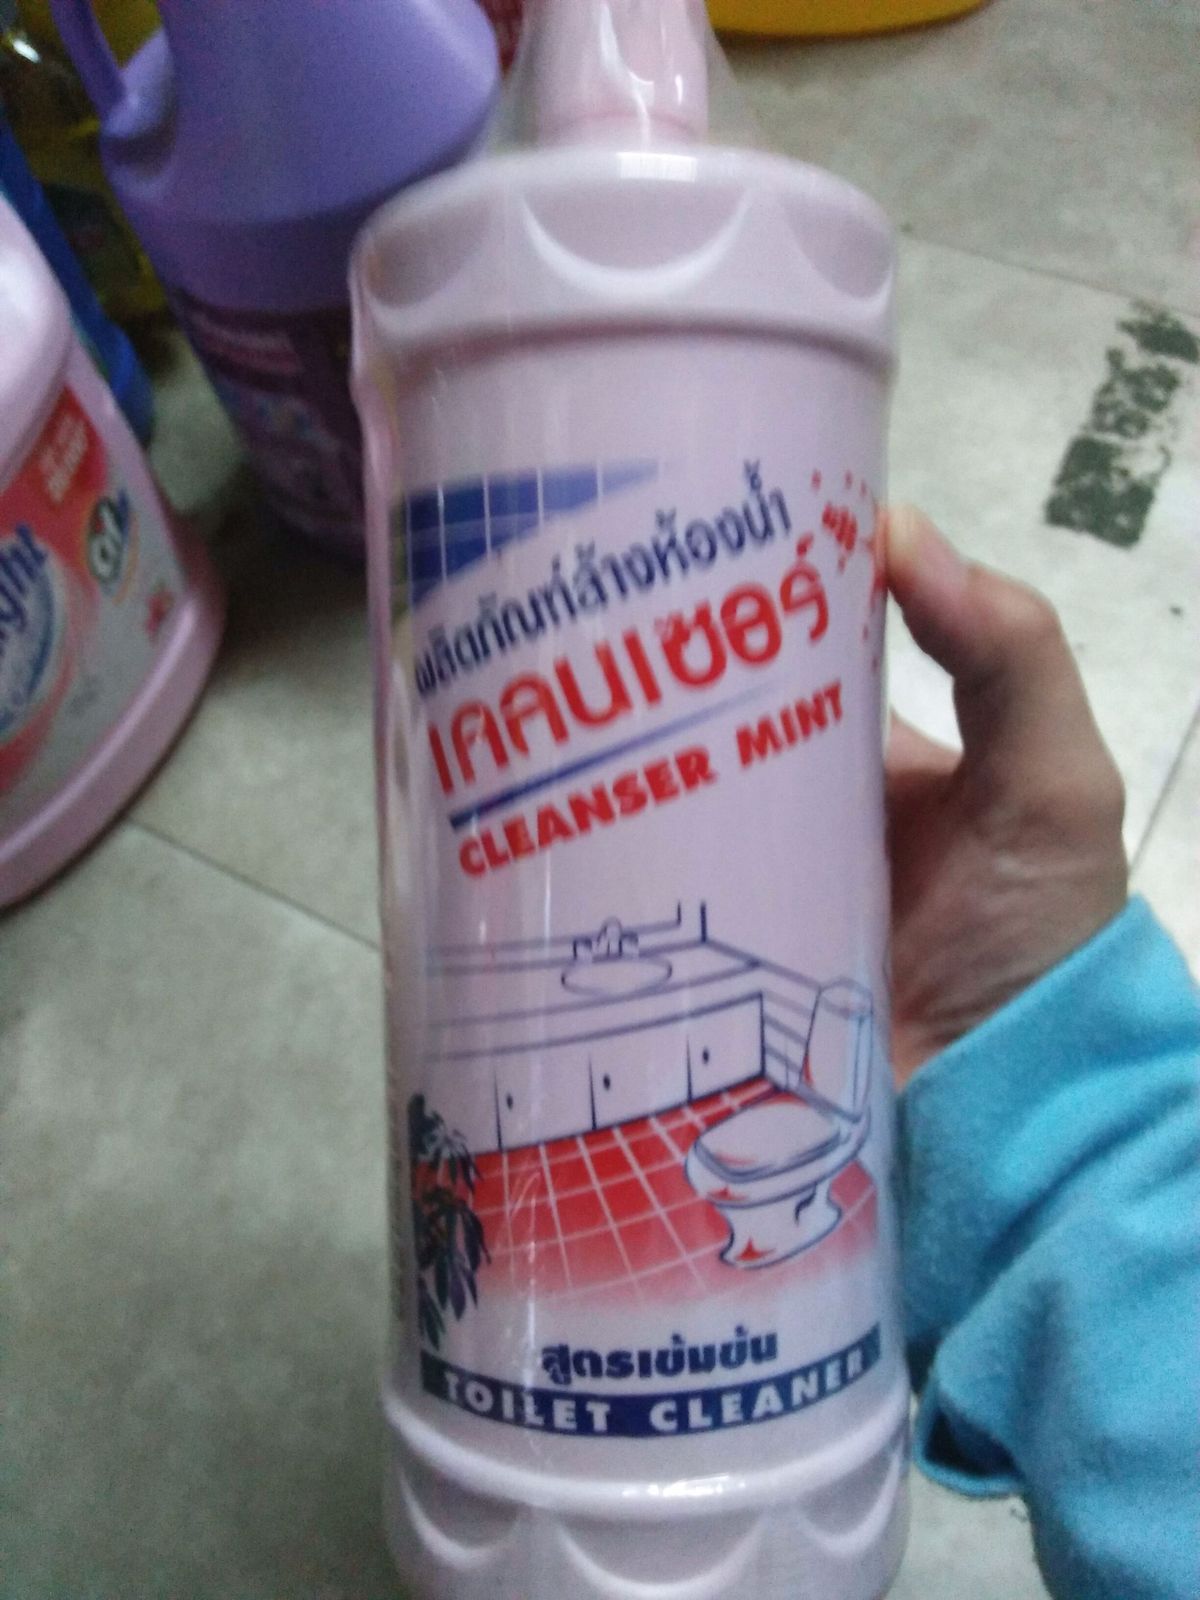 ผลิตภัณฑ์ล้างห้องน้ำ
เคลนเซอร์
CLEANSER MINT
สูตรเข้มข้น
TOILET CLEANER